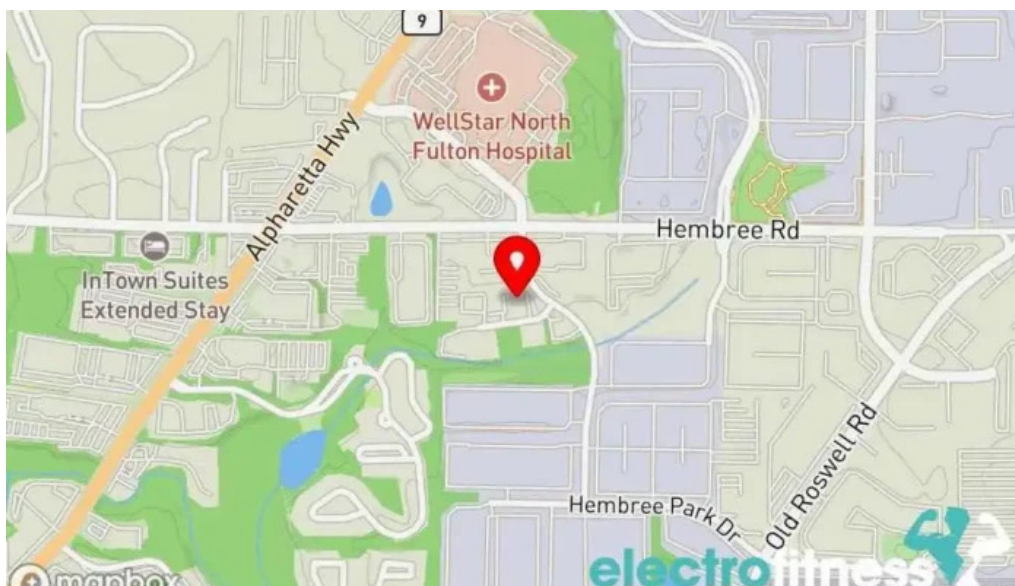 9
WellStar North
Fulton Hospital
Alpharetta Hwy
Hembree Rd
InTown Suites
Extended Stay
Old Roswell Rd
Hembree Park Dr
electrofitness
mapbox